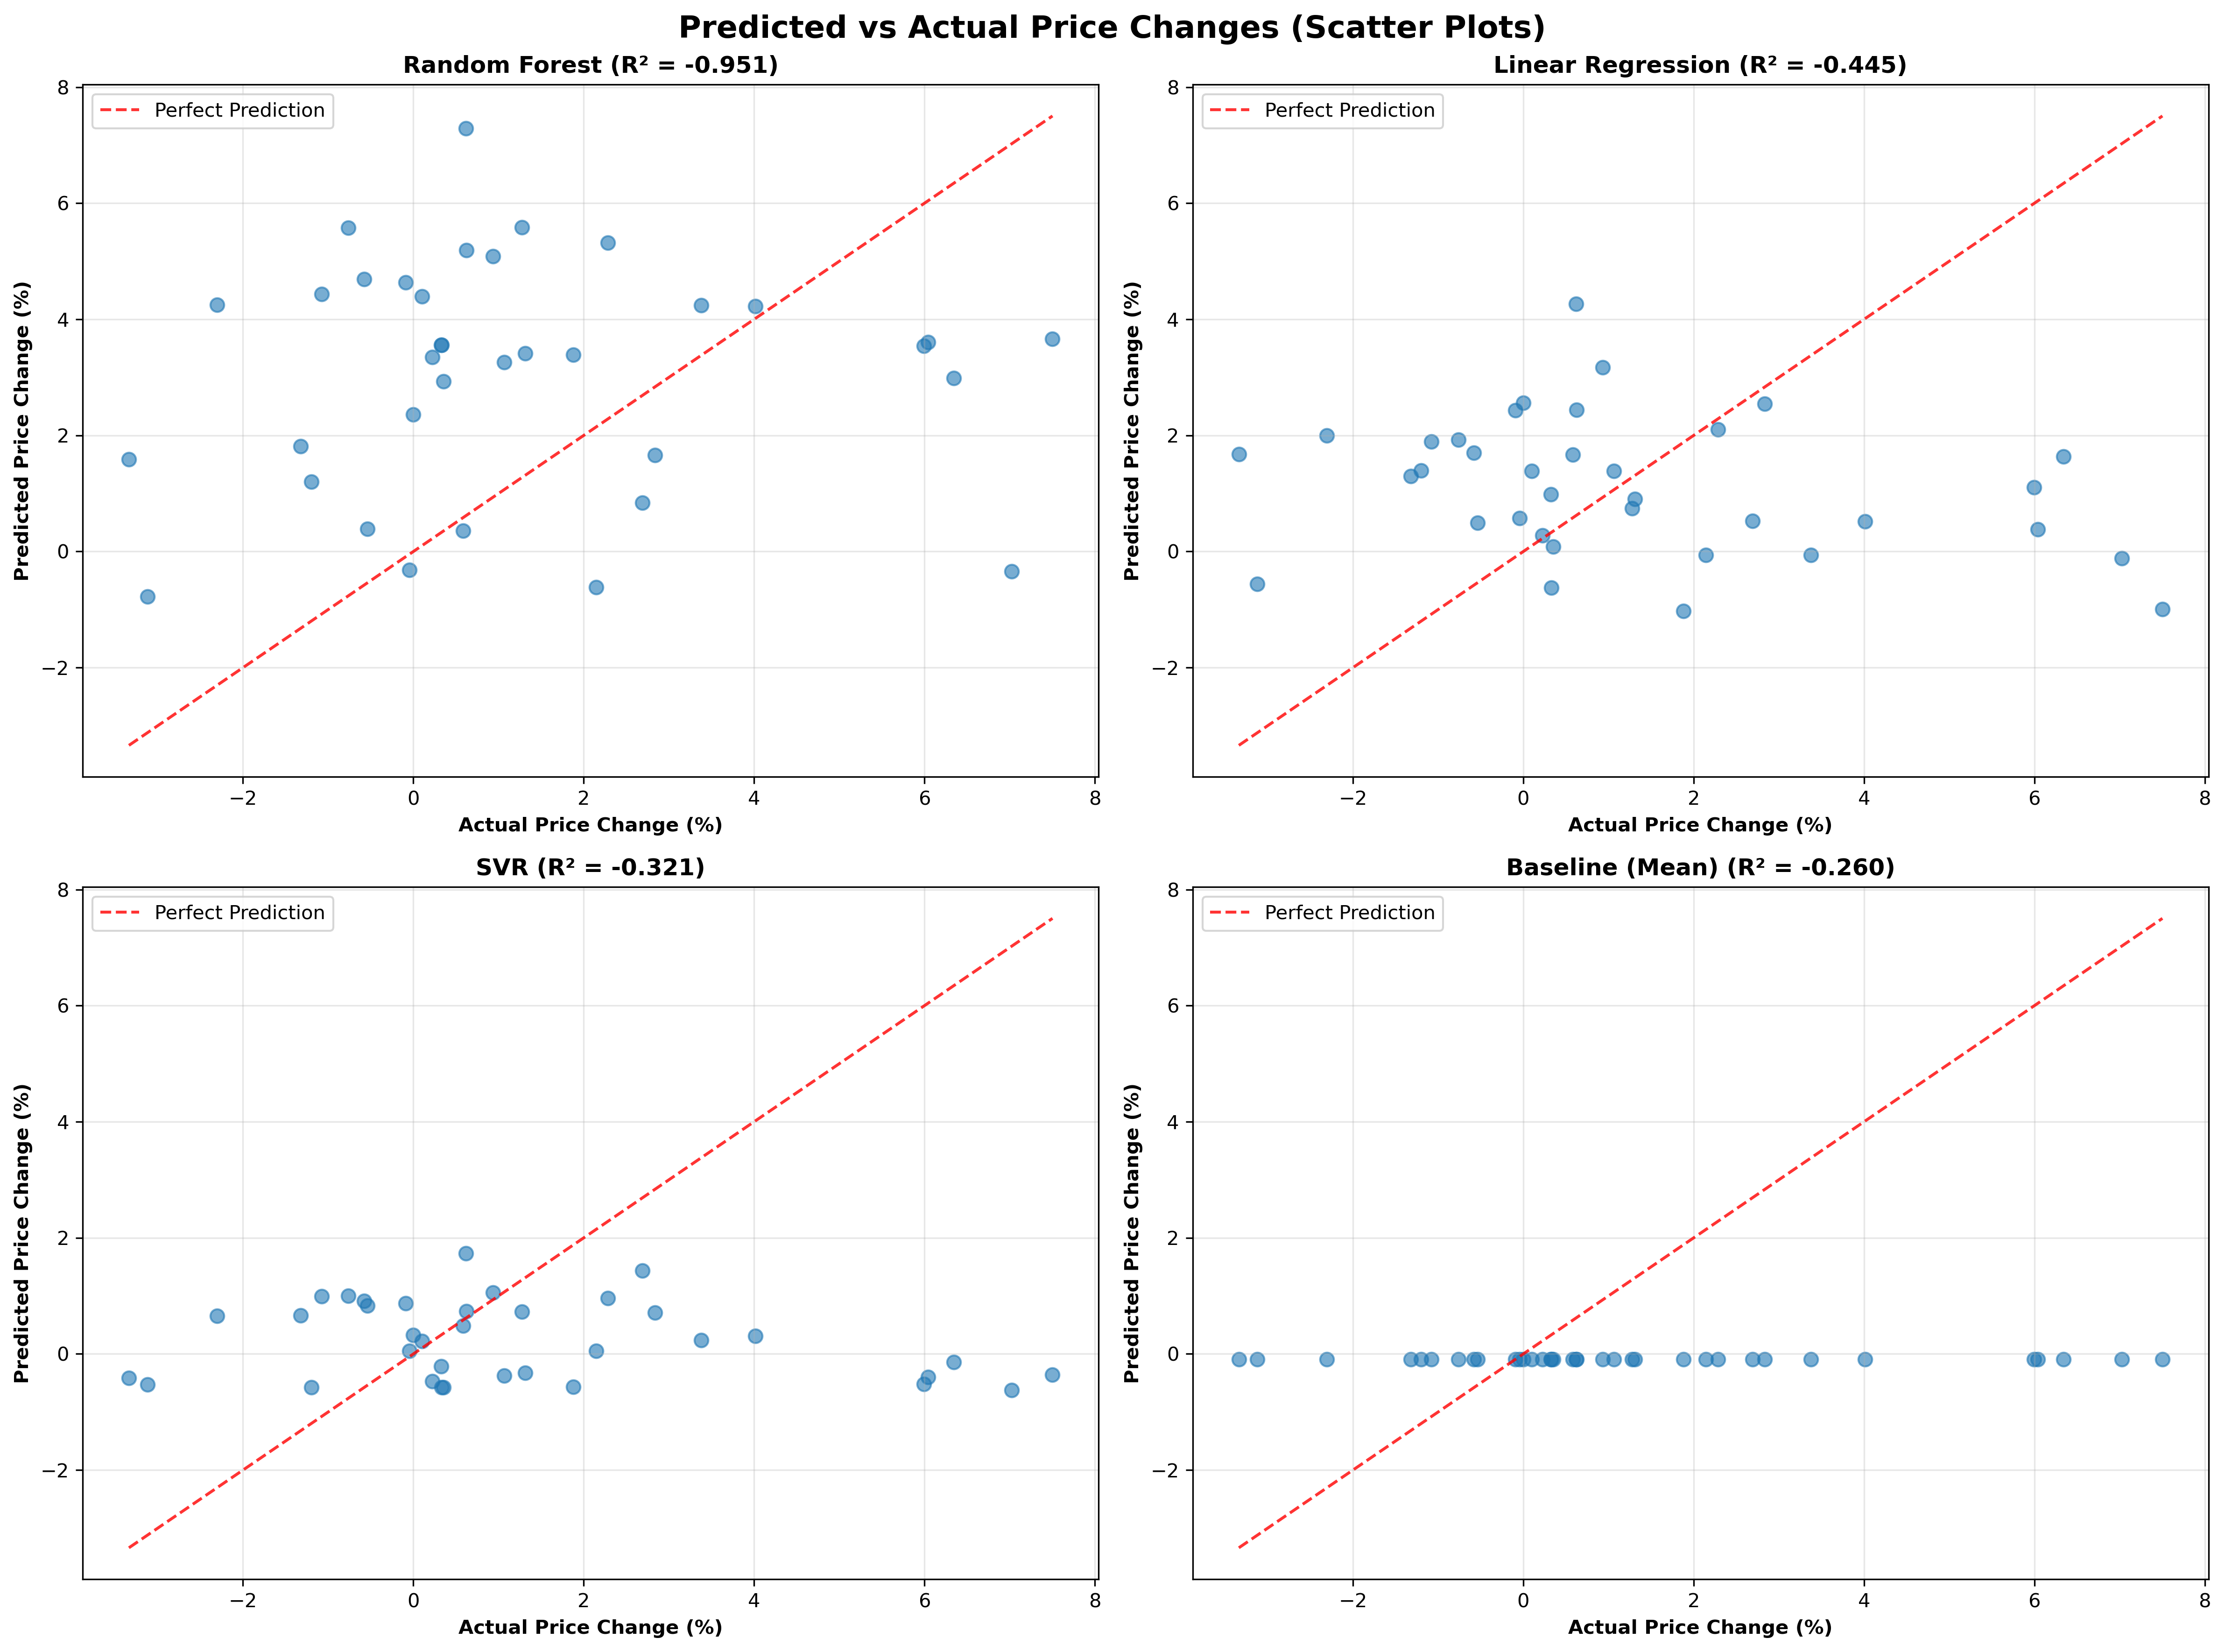 Predicted vs Actual Price Changes (Scatter Plots)
Random Forest (R² = -0.951)
Perfect Prediction
Predicted Price Change (%)
8
6
4
2
0
−2
−2 0 2 4 6 8
Actual Price Change (%)
Linear Regression (R² = -0.445)
Perfect Prediction
Predicted Price Change (%)
8
6
4
2
0
−2
−2 0 2 4 6 8
Actual Price Change (%)
SVR (R² = -0.321)
Perfect Prediction
Predicted Price Change (%)
8
6
4
2
0
−2
−2 0 2 4 6 8
Actual Price Change (%)
Baseline (Mean) (R² = -0.260)
Perfect Prediction
Predicted Price Change (%)
8
6
4
2
0
−2
−2 0 2 4 6 8
Actual Price Change (%)